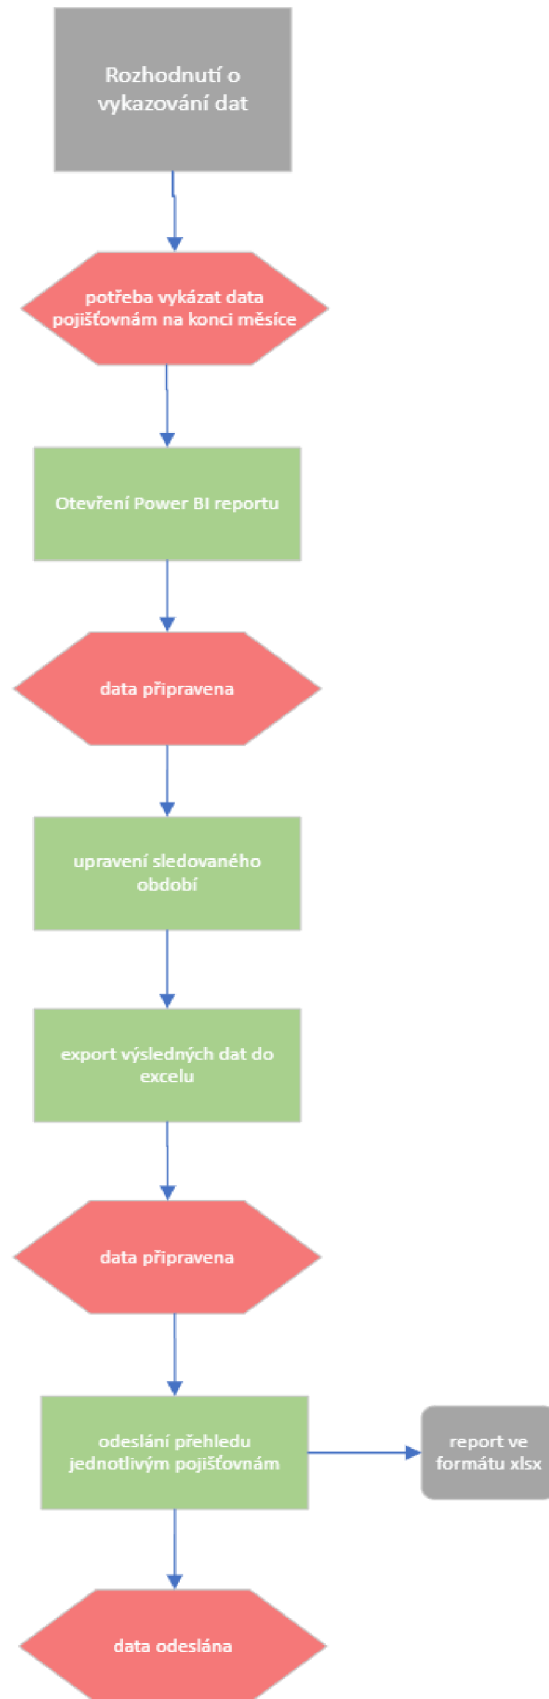 Rozhodnutí o
vykazování dat
potřeba vykázat data
pojišťovnám na konci měsíce
Otevření Power BI reportu
data připravena
upravení sledovaného
období
export výsledných dat do
excelu
data připravena
odeslání přehledu
jednotlivým pojišťovnám
report ve
formátu xlsx
data odeslána